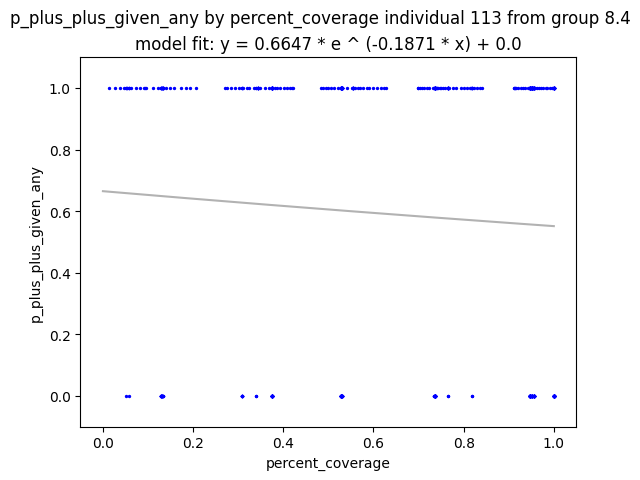 p_plus_plus_given_any by percent_coverage individual 113 from group 8.4
model fit: y = 0.6647 * e ^ (-0.1871 * x) + 0.0
1.0
0.8
0.6
0.4
0.2
0.0
p_plus_plus_given_any
0.0 0.2 0.4 0.6 0.8 1.0
percent_coverage